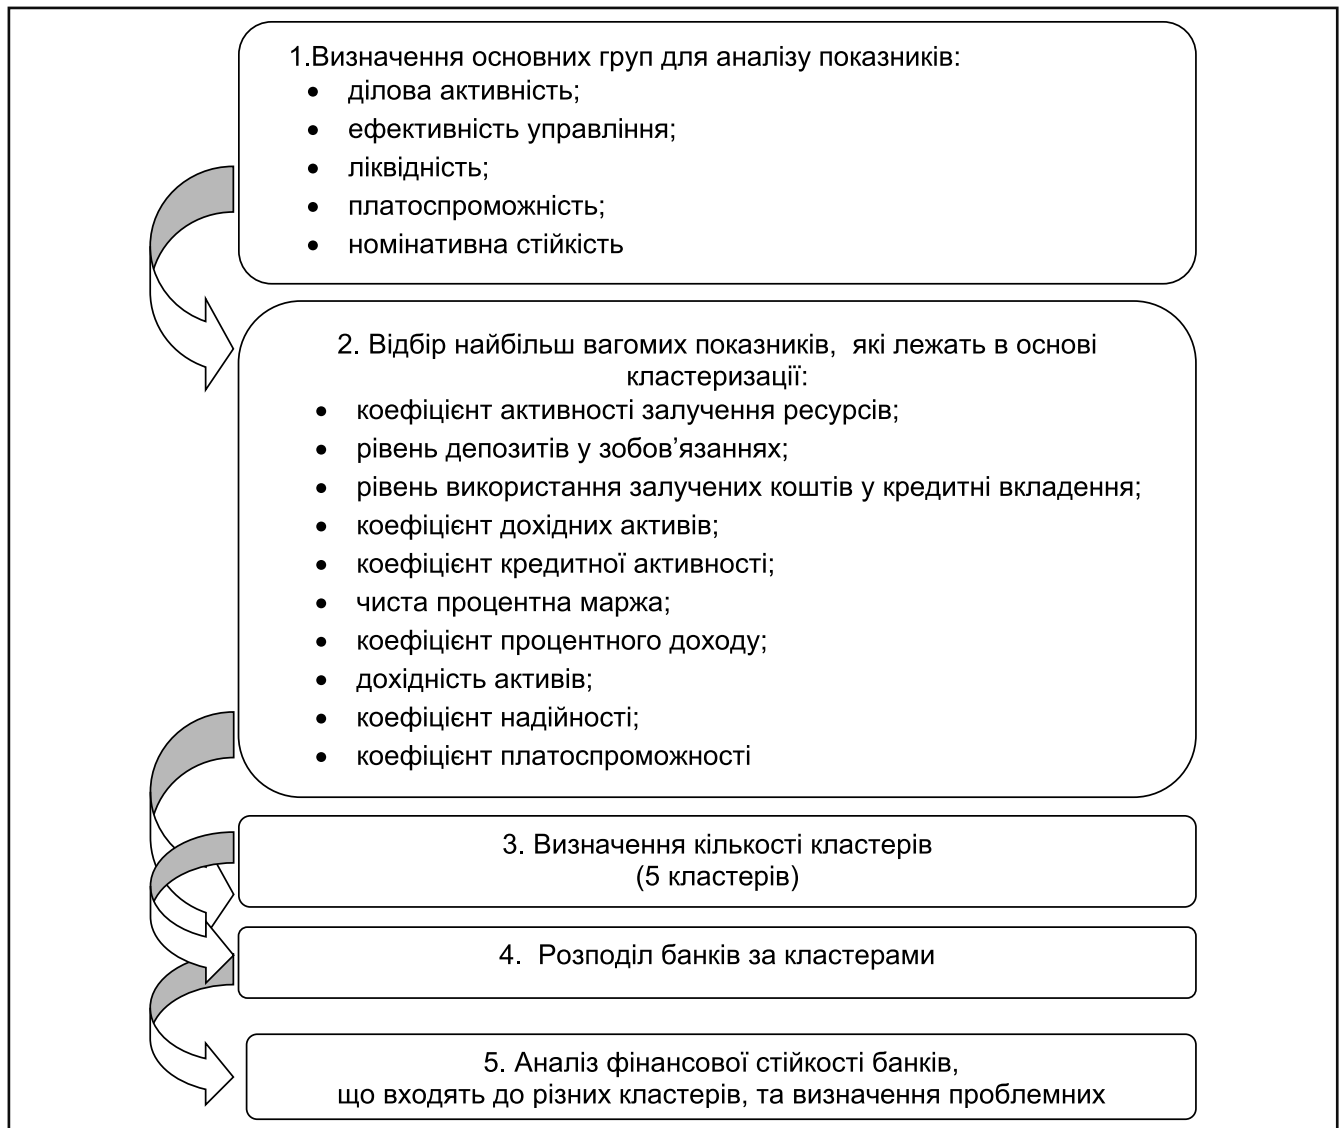 1.Визначення основних груп для аналізу показників:
• ділова активність;
• ефективність управління;
• ліквідність;
• платоспроможність;
• номінативна стійкість
2. Відбір найбільш вагомих показників, які лежать в основі
кластеризації:
• коефіцієнт активності залучення ресурсів;
• рівень депозитів у зобов’язаннях;
• рівень використання залучених коштів у кредитні вкладення;
• коефіцієнт дохідних активів;
• коефіцієнт кредитної активності;
• чиста процентна маржа;
• коефіцієнт процентного доходу;
• дохідність активів;
• коефіцієнт надійності;
• коефіцієнт платоспроможності
3. Визначення кількості кластерів
(5 кластерів)
4. Розподіл банків за кластерами
5. Аналіз фінансової стійкості банків,
що входять до різних кластерів, та визначення проблемних